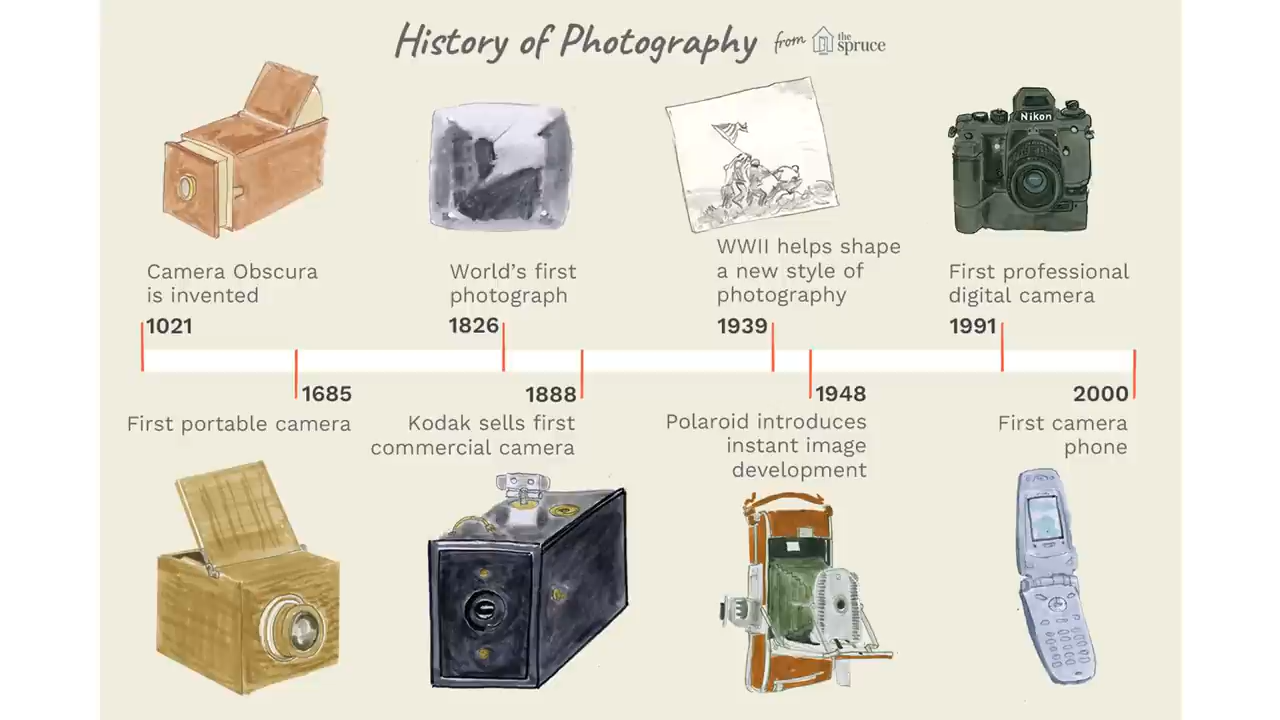 History of Photography from the spruce
Nikon
Camera Obscura
is invented
1021
World's first
photograph
1826
WWII helps shape
a new style of
photography
1939
First professional
digital camera
1991
1685
First portable camera
1888
Kodak sells first
commercial camera
1948
Polaroid introduces
instant image
development
2000
First camera
phone